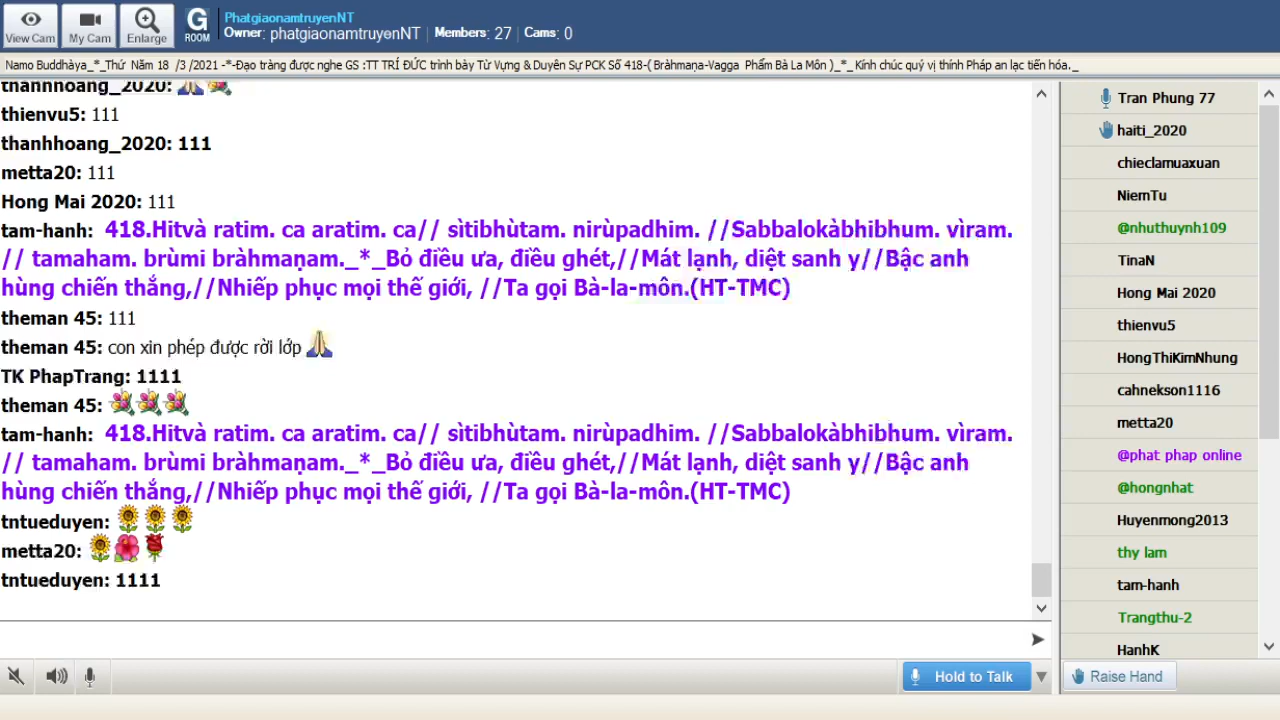 View Cam
My Cam
Enlarge
G
ROOM
PhatgiaonamtruyenNT
Owner: phatgiaonamtruyenNT | Members: 27 | Cams: 0
Namo Buddhàya_*_Thứ Năm 18 /3 /2021 -*-Đạo tràng được nghe GS :TT TRÍ ĐỨC trình bày Từ Vựng & Duyên Sự PCK Số 418-( Bràhmaṇa-Vagga Phẩm Bà La Môn )_*_ Kính chúc quý vị thính Pháp an lạc tiến hóa._
thanhhoang_2020:
thienvu5: 111
thanhhoang_2020: 111
metta20: 111
Hong Mai 2020: 111
tam-hanh: 418.Hitvà ratim. ca aratim. ca// sìtibhùtam. nirùpadhim. //Sabbalokàbhibhum. vìram.
// tamaham. brùmi bràhmaṇam._*_Bỏ điều ưa, điều ghét,//Mát lạnh, diệt sanh y//Bậc anh
hùng chiến thắng,//Nhiếp phục mọi thế giới, //Ta gọi Bà-la-môn.(HT-TMC)
theman 45: 111
theman 45: con xin phép được rời lớp
TK PhapTrang: 1111
theman 45:
tam-hanh: 418.Hitvà ratim. ca aratim. ca// sìtibhùtam. nirùpadhim. //Sabbalokàbhibhum. vìram.
// tamaham. brùmi bràhmaṇam._*_Bỏ điều ưa, điều ghét,//Mát lạnh, diệt sanh y//Bậc anh
hùng chiến thắng,//Nhiếp phục mọi thế giới, //Ta gọi Bà-la-môn.(HT-TMC)
tntueduyen:
metta20:
tntueduyen: 1111
Hold to Talk
Tran Phung 77
haiti_2020
chieclamuaxuan
NiemTu
@nhuthuynh109
TinaN
Hong Mai 2020
thienvu5
HongThiKimNhung
cahnekson1116
metta20
@phat phap online
@hongnhat
Huyenmong2013
thy lam
tam-hanh
Trangthu-2
HanhK
Raise Hand